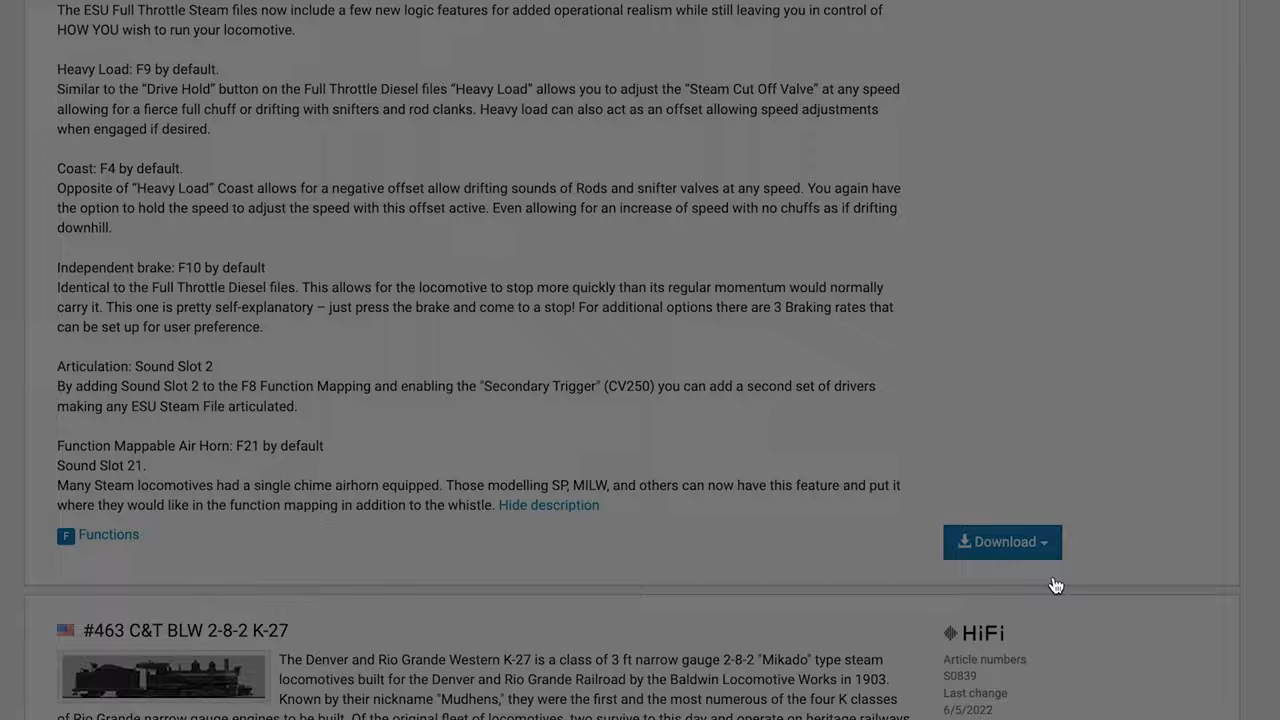 The ESU Full Throttle Steam files now include a few new logic features for added operational realism while still leaving you in control of
HOW YOU wish to run your locomotive.
Heavy Load: F9 by default.
Similar to the “Drive Hold” button on the Full Throttle Diesel files “Heavy Load” allows you to adjust the “Steam Cut Off Valve” at any speed
allowing for a fierce full chuff or drifting with snifters and rod clanks. Heavy load can also act as an offset allowing speed adjustments
when engaged if desired.
Coast: F4 by default.
Opposite of “Heavy Load” Coast allows for a negative offset allow drifting sounds of Rods and snifter valves at any speed. You again have
the option to hold the speed to adjust the speed with this offset active. Even allowing for an increase of speed with no chuffs as if drifting
downhill.
Independent brake: F10 by default
Identical to the Full Throttle Diesel files. This allows for the locomotive to stop more quickly than its regular momentum would normally
carry it. This one is pretty self-explanatory – just press the brake and come to a stop! For additional options there are 3 Braking rates that
can be set up for user preference.
Articulation: Sound Slot 2
By adding Sound Slot 2 to the F8 Function Mapping and enabling the "Secondary Trigger" (CV250) you can add a second set of drivers
making any ESU Steam File articulated.
Function Mappable Air Horn: F21 by default
Sound Slot 21.
Many Steam locomotives had a single chime airhorn equipped. Those modelling SP, MILW, and others can now have this feature and put it
where they would like in the function mapping in addition to the whistle. Hide description
F Functions
Download
#463 C&T BLW 2-8-2 K-27
The Denver and Rio Grande Western K-27 is a class of 3 ft narrow gauge 2-8-2 "Mikado" type steam
locomotives built for the Denver and Rio Grande Railroad by the Baldwin Locomotive Works in 1903.
Known by their nickname "Mudhens," they were the first and the most numerous of the four K classes
of Rio Grande narrow gauge engines to be built. Of the original fleet of locomotives, two survive to this day and operate on heritage railways
HiFi
Article numbers
S0839
Last change
6/5/2022